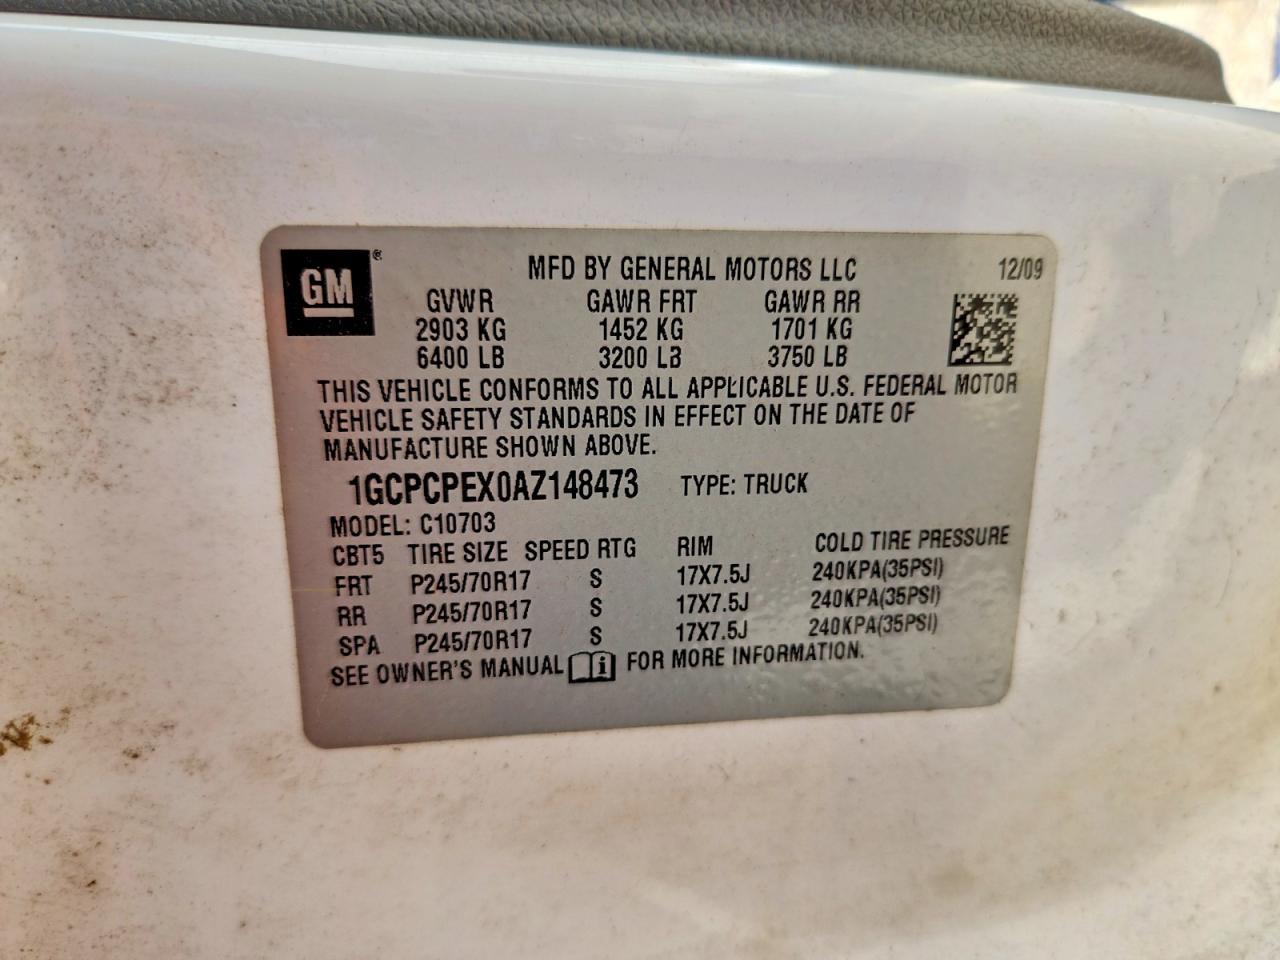 GM®
MFD BY GENERAL MOTORS LLC 12/09
GVWR GAWR FRT GAWR RR
2903 KG 1452 KG 1701 KG
6400 LB 3200 LB 3750 LB
THIS VEHICLE CONFORMS TO ALL APPLICABLE U.S. FEDERAL MOTOR
VEHICLE SAFETY STANDARDS IN EFFECT ON THE DATE OF
MANUFACTURE SHOWN ABOVE.
1GCPCPEX0AZ148473 TYPE: TRUCK
MODEL: C10703
CBT5 TIRE SIZE SPEED RTG RIM COLD TIRE PRESSURE
FRT P245/70R17 S 17X7.5J 240KPA(35PSI)
RR P245/70R17 S 17X7.5J 240KPA(35PSI)
SPA P245/70R17 S 17X7.5J 240KPA(35PSI)
SEE OWNER'S MANUAL i FOR MORE INFORMATION.